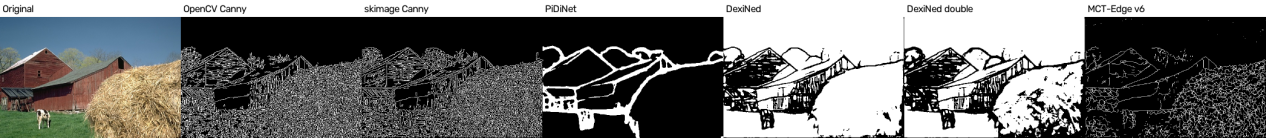 Original
OpenCV Canny
skimage Canny
PiDiNet
DexiNed
DexiNed double
MCT-Edge v6